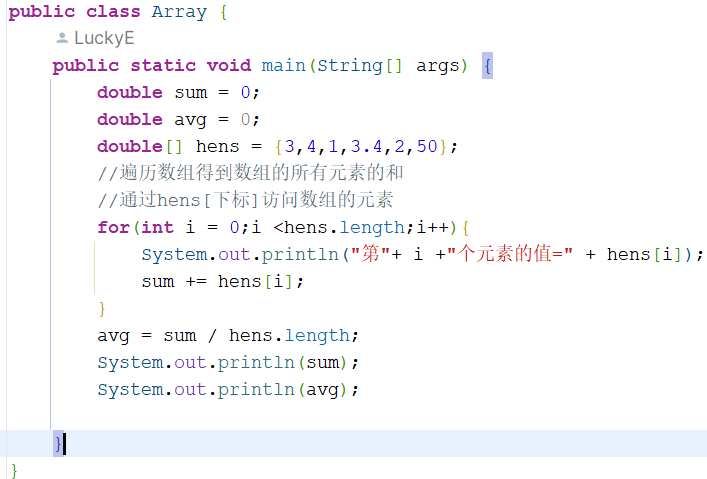 public class Array {
LuckyE
public static void main(String[] args) {
double sum = 0;
double avg = 0;
double[] hens = {3,4,1,3.4,2,50};
//遍历数组得到数组的所有元素的和
//通过hens[下标]访问数组的元素
for(int i = 0;i <hens.length;i++){
System.out.println("第"+ i +"个元素的值=" + hens[i]);
sum += hens[i];
}
avg = sum / hens.length;
System.out.println(sum);
System.out.println(avg);
}
}